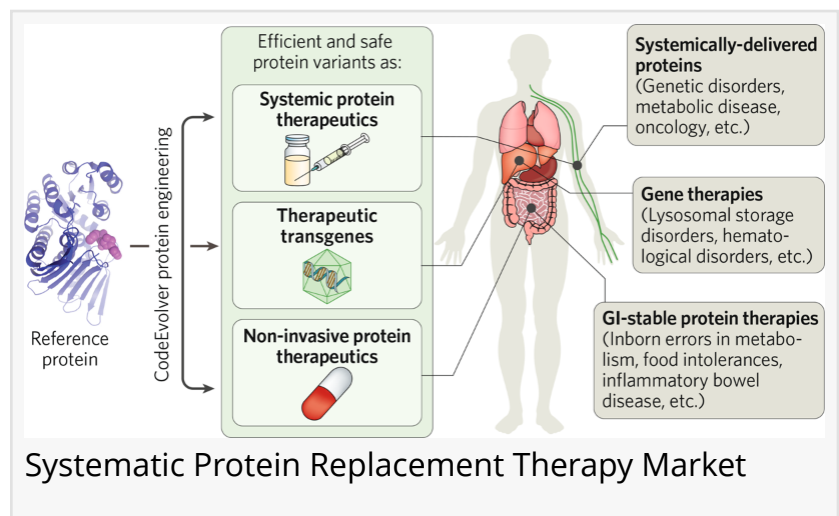 Efficient and safe
protein variants as:
Systemic protein
therapeutics
Therapeutic
transgenes
Non-invasive protein
therapeutics
Reference
protein
CodeEvolver protein engineering
Systemically-delivered
proteins
(Genetic disorders,
metabolic disease,
oncology, etc.)
Gene therapies
(Lysosomal storage
disorders, hemato-
logical disorders, etc.)
GI-stable protein therapies
(Inborn errors in metabo-
lism, food intolerances,
inflammatory bowel
disease, etc.)
Systematic Protein Replacement Therapy Market